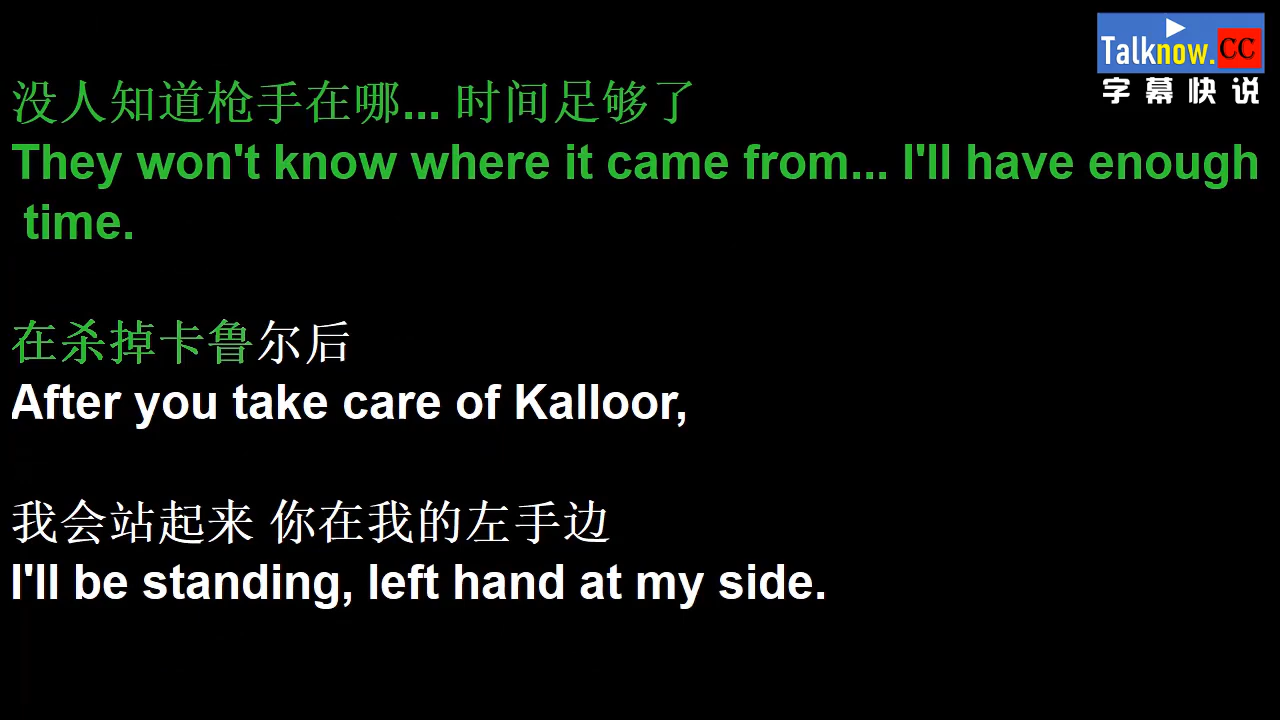 Talknow.CC
字幕快说
没人知道枪手在哪... 时间足够了
They won't know where it came from... I'll have enough
time.
在杀掉卡鲁尔后
After you take care of Kalloor,
我会站起来 你在我的左手边
I'll be standing, left hand at my side.